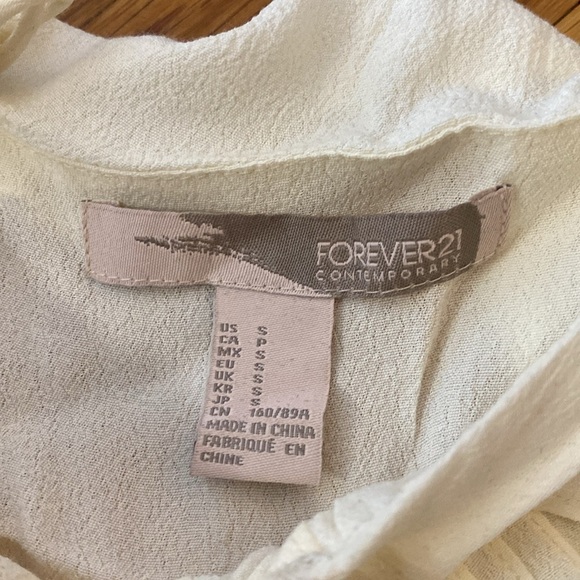 FOREVER21
CONTEMPORARY
US S
CA P
MX S
EU S
UK S
KR S
JP S
CN 160/89A
MADE IN CHINA
FABRIQUÉ EN
CHINE